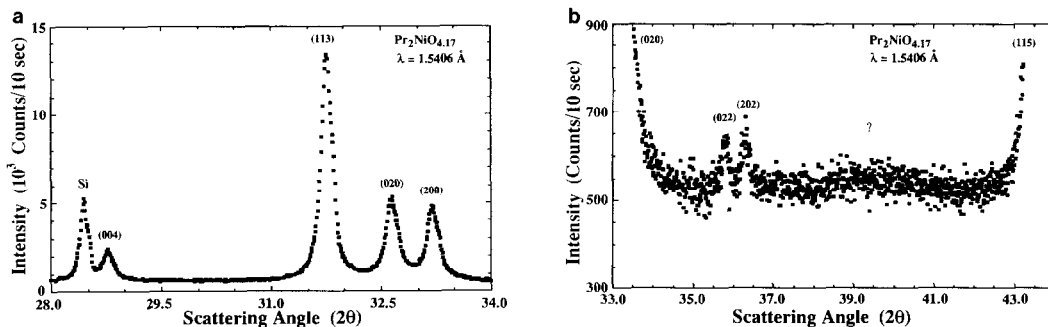 a
Intensity (10³ Counts/10 sec)
15
10
5
0
28.0 29.5 31.0 32.5 34.0
Scattering Angle (2θ)
Si
(004)
(113)
(020)
(200)
Pr₂NiO₄.₁₇
λ = 1.5406 Å
b
Intensity (Counts/10 sec)
900
700
500
300
33.0 35.0 37.0 39.0 41.0 43.0
Scattering Angle (2θ)
(020)
(022)
(202)
?
(115)
Pr₂NiO₄.₁₇
λ = 1.5406 Å